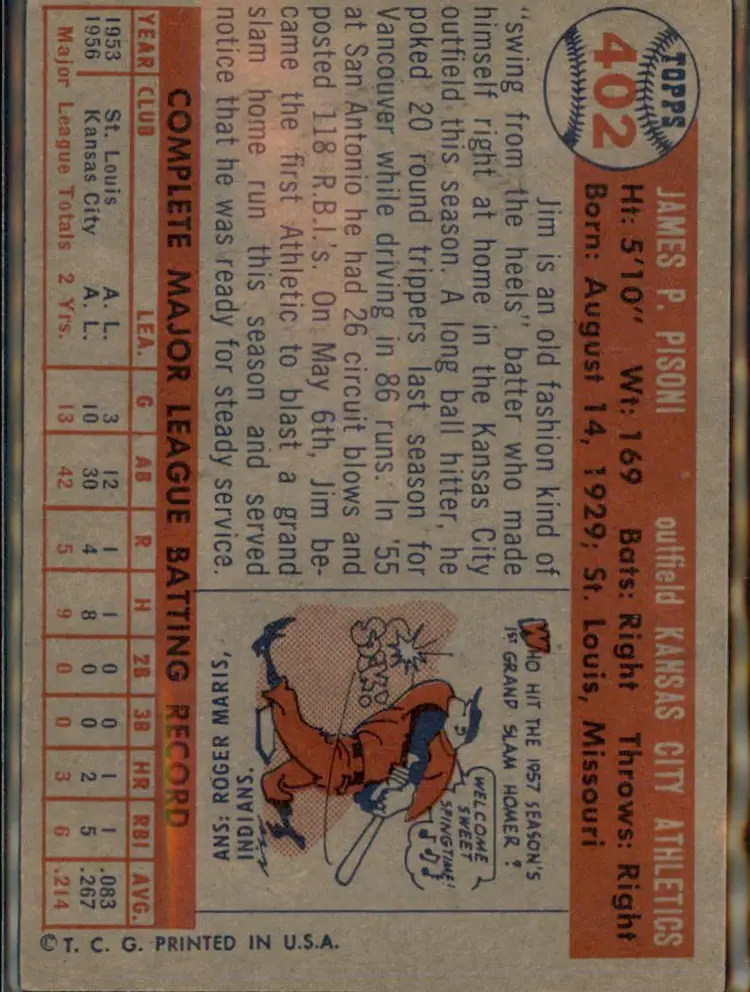 TOPPS
402
JAMES P. PISONI outfield KANSAS CITY ATHLETICS
Ht: 5'10" Wt: 169 Bats: Right Throws: Right
Born: August 14, 1929; St. Louis, Missouri
Jim is an old fashion kind of
"swing from the heels" batter who made
himself right at home in the Kansas City
outfield this season. A long ball hitter, he
poked 20 round trippers last season for
Vancouver while driving in 86 runs. In '55
at San Antonio he had 26 circuit blows and
posted 118 R.B.I.'s. On May 6th, Jim be-
came the first Athletic to blast a grand
slam home run this season and served
notice that he was ready for steady service.
WHO HIT THE 1957 SEASON'S
1ST GRAND SLAM HOMER?
WELCOME
SWEET
SPINGTIME!
ANS: ROGER MARIS,
INDIANS.
COMPLETE MAJOR LEAGUE BATTING RECORD
YEAR CLUB LEA. G AB R H 2B 3B HR RBI AVG.
1953 St. Louis A. L. 3 12 1 1 0 0 1 1 .083
1956 Kansas City A. L. 10 30 4 8 0 0 2 5 .267
Major League Totals 2 Yrs. 13 42 5 9 0 0 3 6 .214
© T. C. G. PRINTED IN U.S.A.